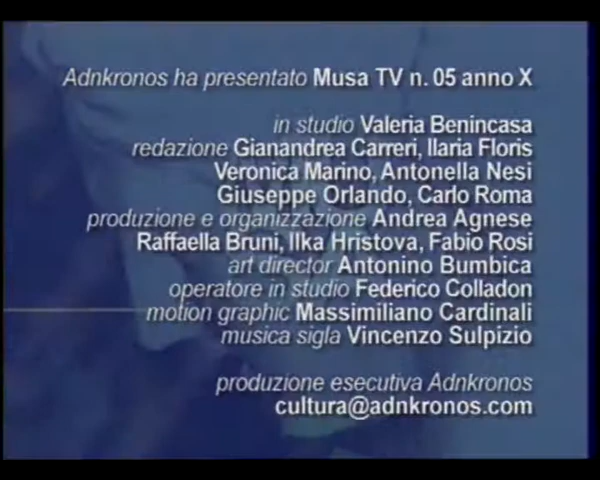 Adnkronos ha presentato Musa TV n. 05 anno X
in studio Valeria Benincasa
redazione Gianandrea Carreri, Ilaria Floris
Veronica Marino, Antonella Nesi
Giuseppe Orlando, Carlo Roma
produzione e organizzazione Andrea Agnese
Raffaella Bruni, Ilka Hristova, Fabio Rosi
art director Antonino Bumbica
operatore in studio Federico Colladon
motion graphic Massimiliano Cardinali
musica sigla Vincenzo Sulpizio
produzione esecutiva Adnkronos
cultura@adnkronos.com